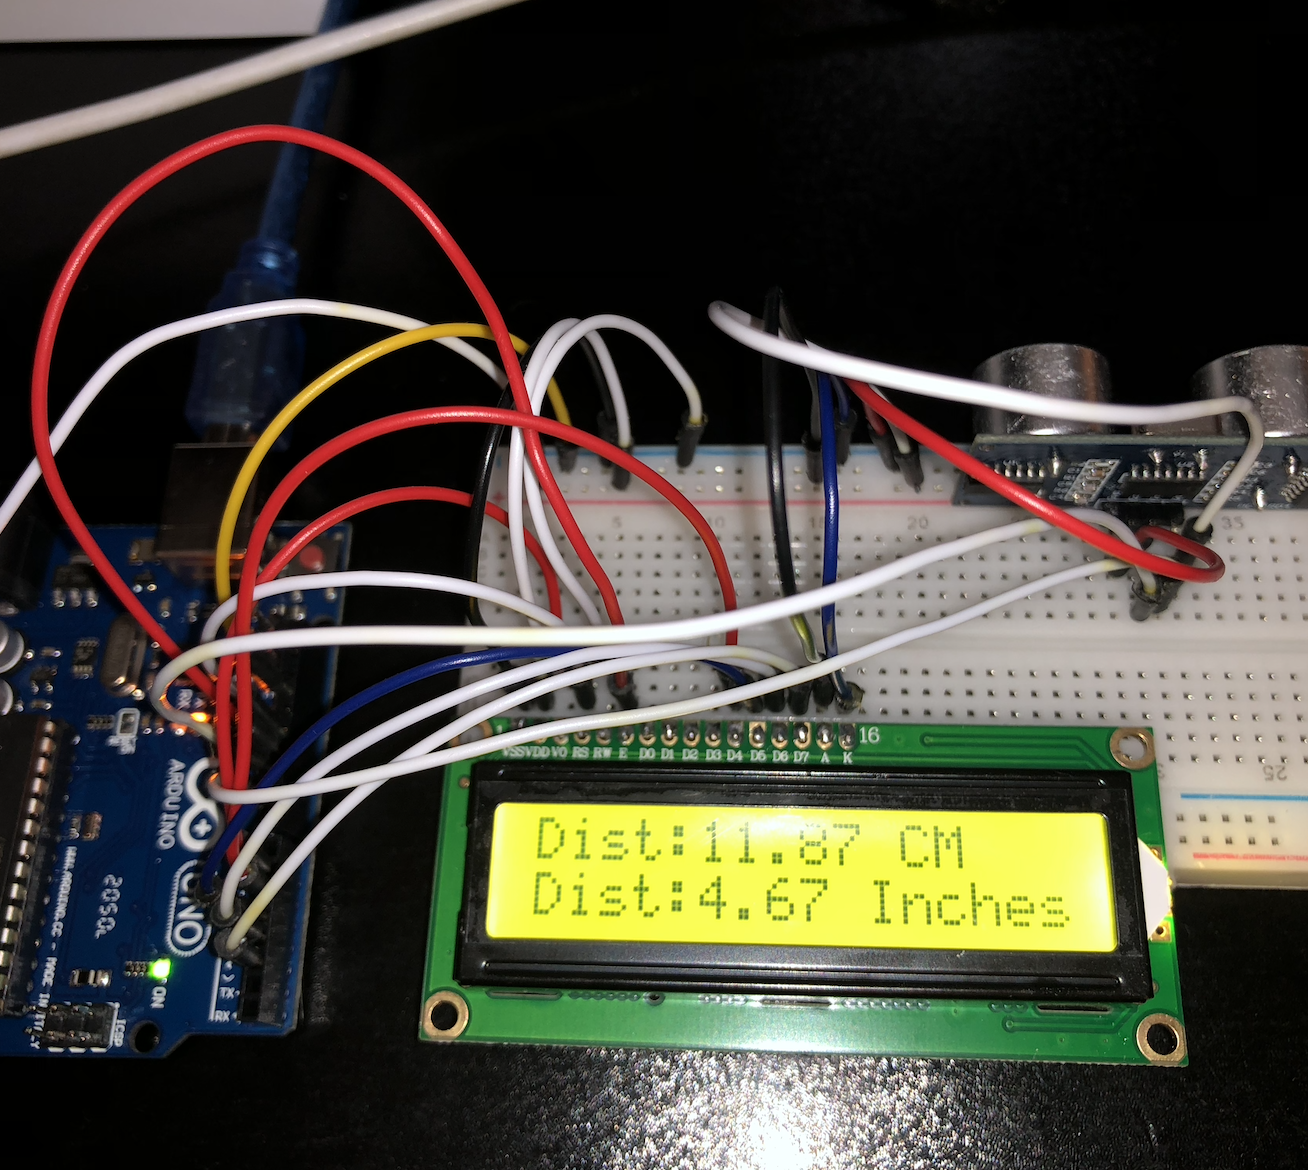 5
10
15
20
35
VSS VDD V0 RS RW E D0 D1 D2 D3 D4 D5 D6 D7 A K
16
Dist:11.87 CM
Dist:4.67 Inches
25
ARDUINO
UNO
ON
TX
RX
ICSP